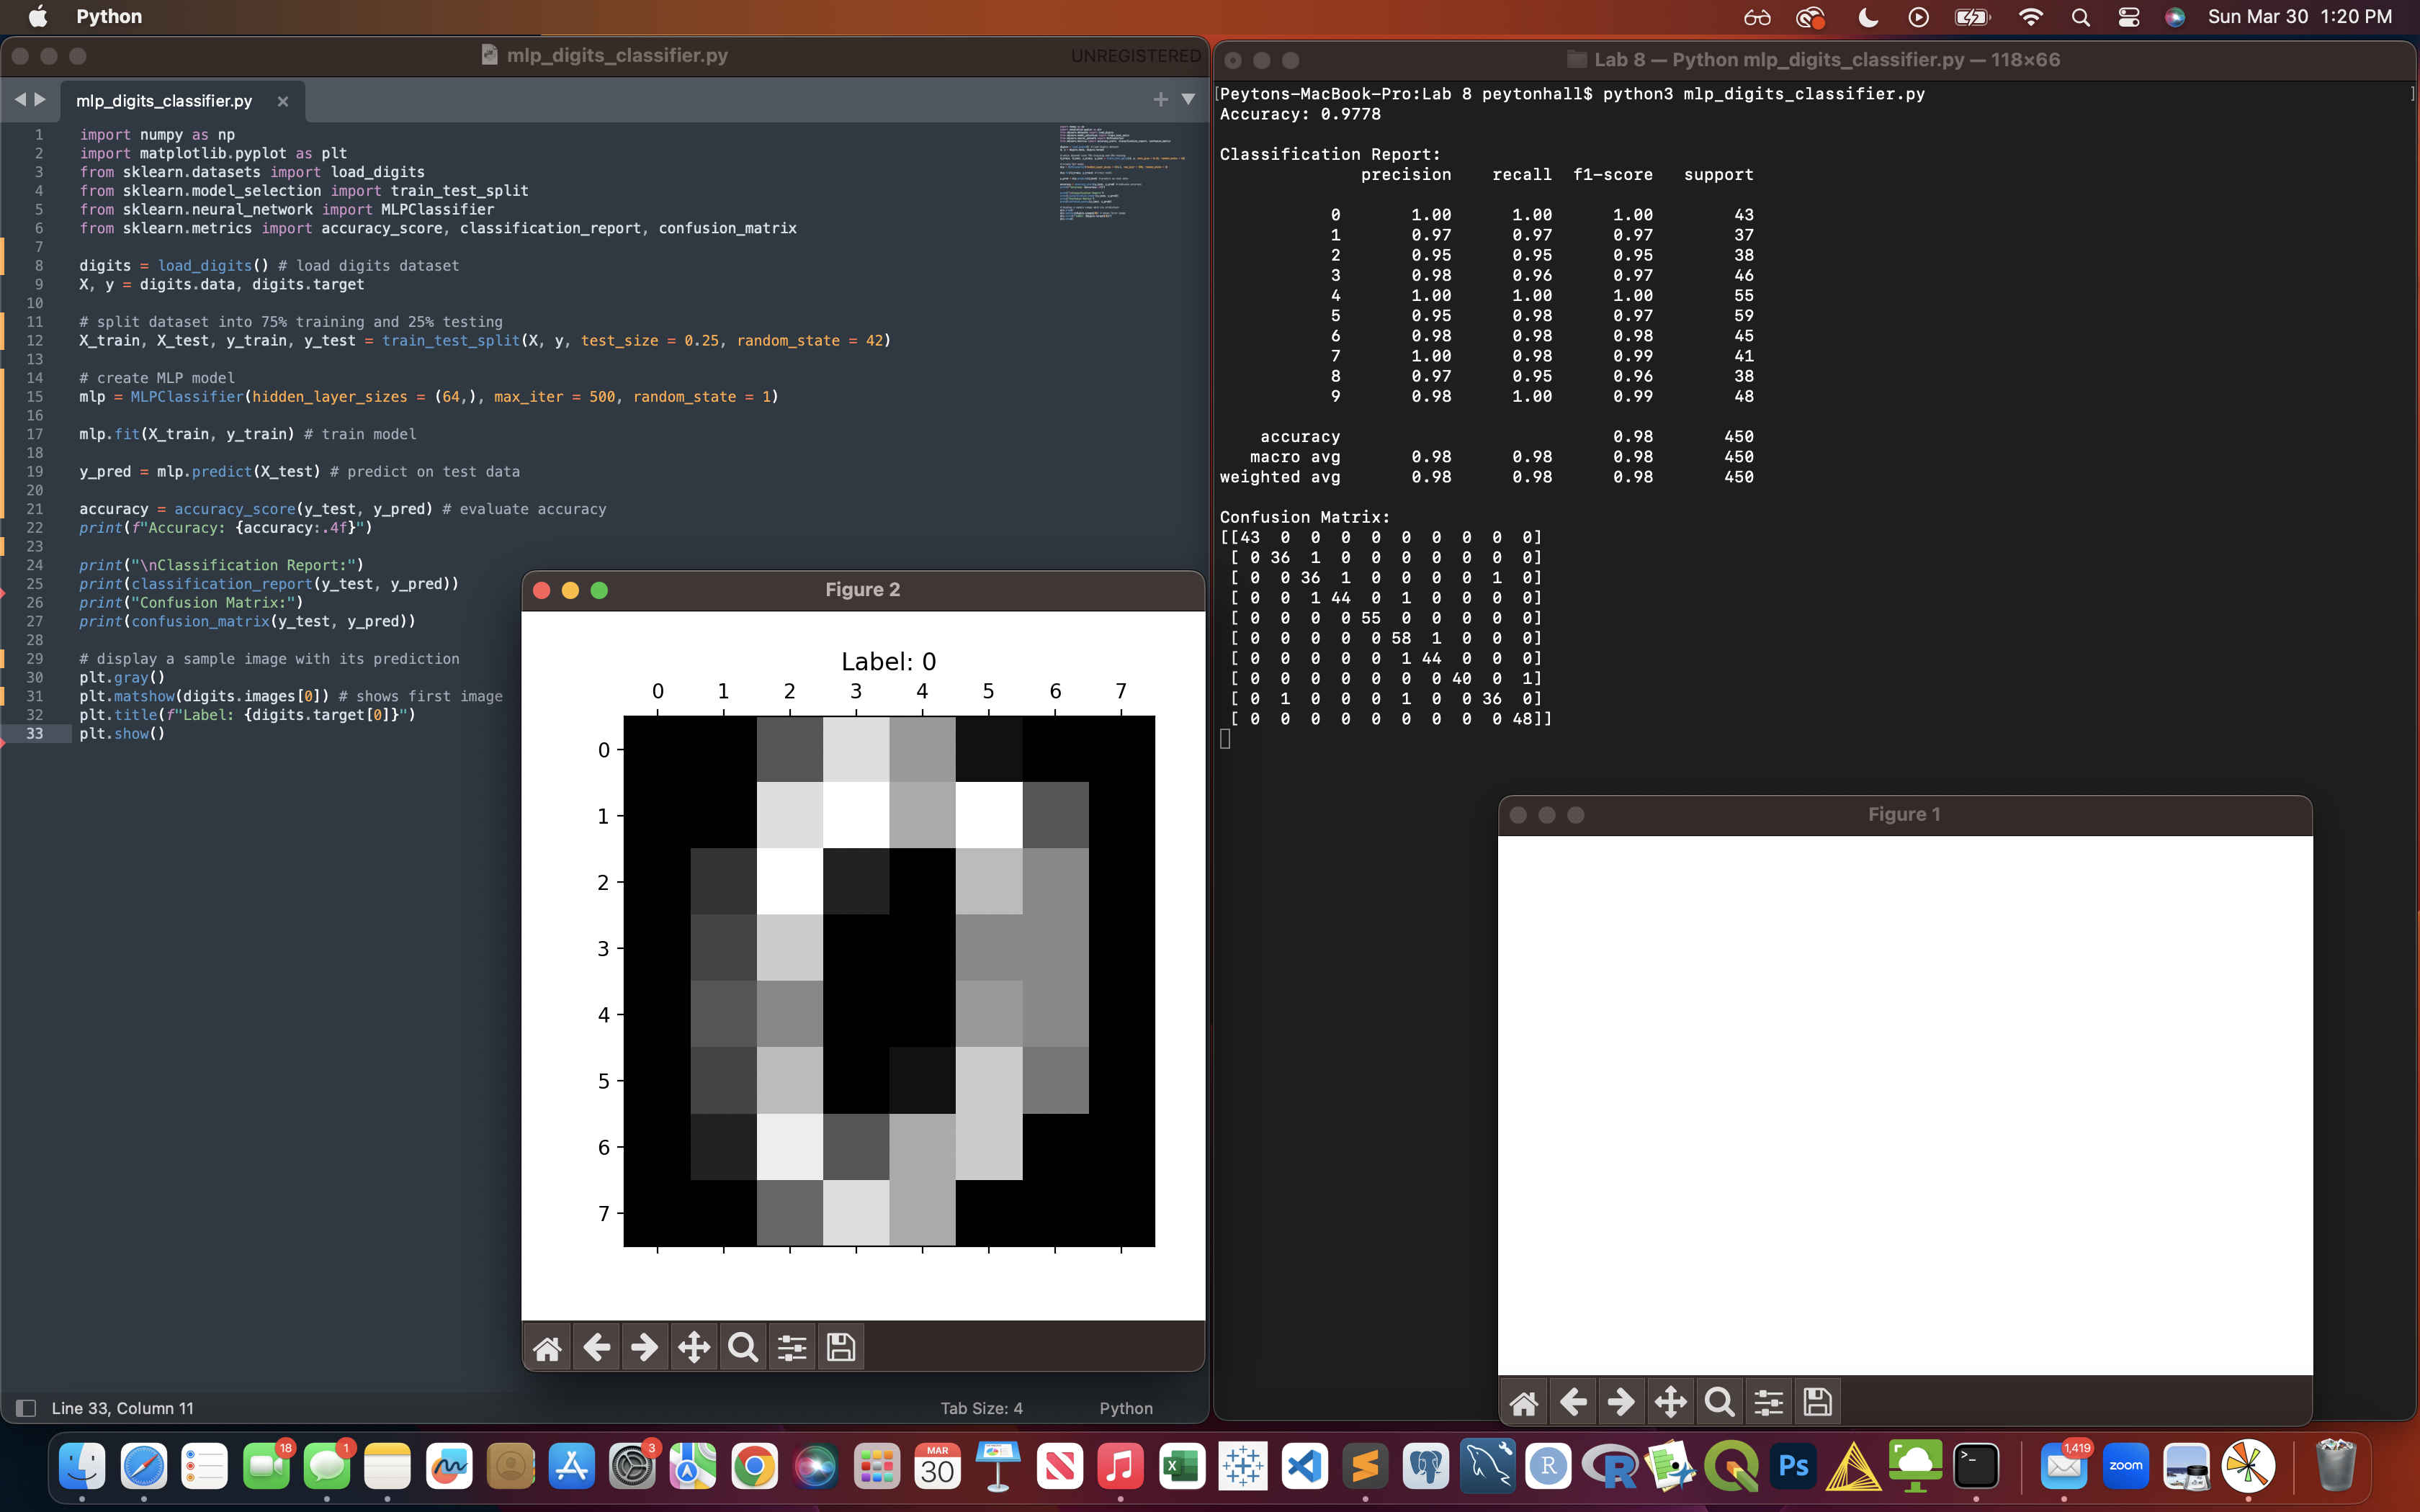 Python
Sun Mar 30 1:20 PM
mlp_digits_classifier.py
UNREGISTERED
mlp_digits_classifier.py ×
1 import numpy as np
2 import matplotlib.pyplot as plt
3 from sklearn.datasets import load_digits
4 from sklearn.model_selection import train_test_split
5 from sklearn.neural_network import MLPClassifier
6 from sklearn.metrics import accuracy_score, classification_report, confusion_matrix
7
8 digits = load_digits() # load digits dataset
9 X, y = digits.data, digits.target
10
11 # split dataset into 75% training and 25% testing
12 X_train, X_test, y_train, y_test = train_test_split(X, y, test_size = 0.25, random_state = 42)
13
14 # create MLP model
15 mlp = MLPClassifier(hidden_layer_sizes = (64,), max_iter = 500, random_state = 1)
16
17 mlp.fit(X_train, y_train) # train model
18
19 y_pred = mlp.predict(X_test) # predict on test data
20
21 accuracy = accuracy_score(y_test, y_pred) # evaluate accuracy
22 print(f"Accuracy: {accuracy:.4f}")
23
24 print("\nClassification Report:")
25 print(classification_report(y_test, y_pred))
26 print("Confusion Matrix:")
27 print(confusion_matrix(y_test, y_pred))
28
29 # display a sample image with its prediction
30 plt.gray()
31 plt.matshow(digits.images[0]) # shows first image
32 plt.title(f"Label: {digits.target[0]}")
33 plt.show()
Line 33, Column 11
Tab Size: 4
Python
Lab 8 — Python mlp_digits_classifier.py — 118×66
[Peytons-MacBook-Pro:Lab 8 peytonhall$ python3 mlp_digits_classifier.py ]
Accuracy: 0.9778
Classification Report:
precision recall f1-score support
0 1.00 1.00 1.00 43
1 0.97 0.97 0.97 37
2 0.95 0.95 0.95 38
3 0.98 0.96 0.97 46
4 1.00 1.00 1.00 55
5 0.95 0.98 0.97 59
6 0.98 0.98 0.98 45
7 1.00 0.98 0.99 41
8 0.97 0.95 0.96 38
9 0.98 1.00 0.99 48
accuracy 0.98 450
macro avg 0.98 0.98 0.98 450
weighted avg 0.98 0.98 0.98 450
Confusion Matrix:
[[43 0 0 0 0 0 0 0 0 0]
[ 0 36 1 0 0 0 0 0 0 0]
[ 0 0 36 1 0 0 0 0 1 0]
[ 0 0 1 44 0 1 0 0 0 0]
[ 0 0 0 0 55 0 0 0 0 0]
[ 0 0 0 0 0 58 1 0 0 0]
[ 0 0 0 0 0 1 44 0 0 0]
[ 0 0 0 0 0 0 0 40 0 1]
[ 0 1 0 0 0 1 0 0 36 0]
[ 0 0 0 0 0 0 0 0 0 48]]
Figure 2
Label: 0
0 1 2 3 4 5 6 7
0
1
2
3
4
5
6
7
Figure 1
18
1
3
MAR
30
R
R
Ps
>_
1,419
zoom